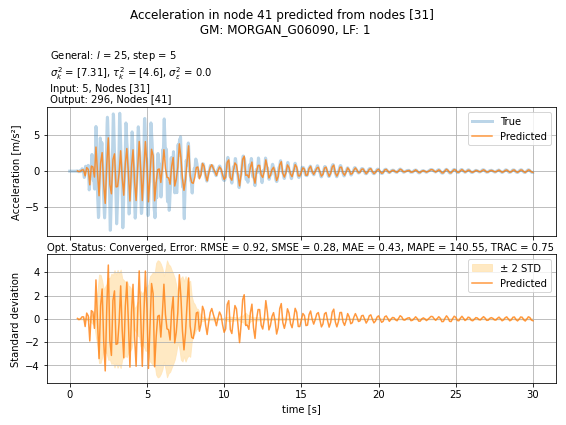 Acceleration in node 41 predicted from nodes [31]
GM: MORGAN_G06090, LF: 1
General: l = 25, step = 5
σ²ₖ = [7.31], τ²ₖ = [4.6], σ²ε = 0.0
Input: 5, Nodes [31]
Output: 296, Nodes [41]
True
Predicted
Acceleration [m/s²]
5
0
−5
Opt. Status: Converged, Error: RMSE = 0.92, SMSE = 0.28, MAE = 0.43, MAPE = 140.55, TRAC = 0.75
± 2 STD
Predicted
Standard deviation
4
2
0
−2
−4
0 5 10 15 20 25 30
time [s]